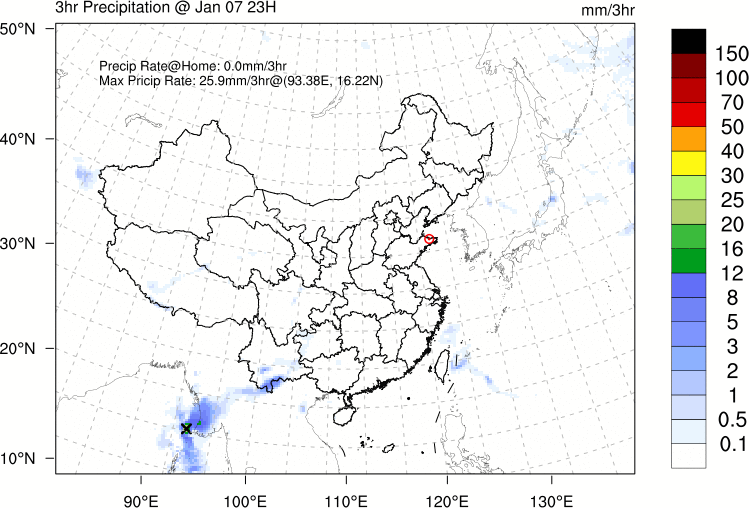 3hr Precipitation @ Jan 07 23H
mm/3hr
Precip Rate@Home: 0.0mm/3hr
Max Pricip Rate: 25.9mm/3hr@(93.38E, 16.22N)
50°N
40°N
30°N
20°N
10°N
90°E
100°E
110°E
120°E
130°E
150
100
70
50
40
30
25
20
16
12
8
5
3
2
1
0.5
0.1